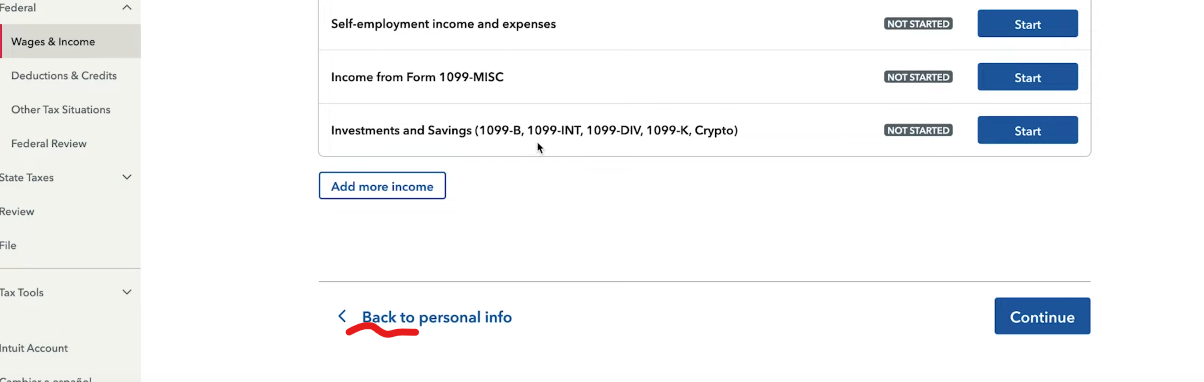 Federal
Wages & Income
Deductions & Credits
Other Tax Situations
Federal Review
State Taxes
Review
File
Tax Tools
Intuit Account
Cambiar a español
Self-employment income and expenses NOT STARTED Start
Income from Form 1099-MISC NOT STARTED Start
Investments and Savings (1099-B, 1099-INT, 1099-DIV, 1099-K, Crypto) NOT STARTED Start
Add more income
Back to personal info
Continue